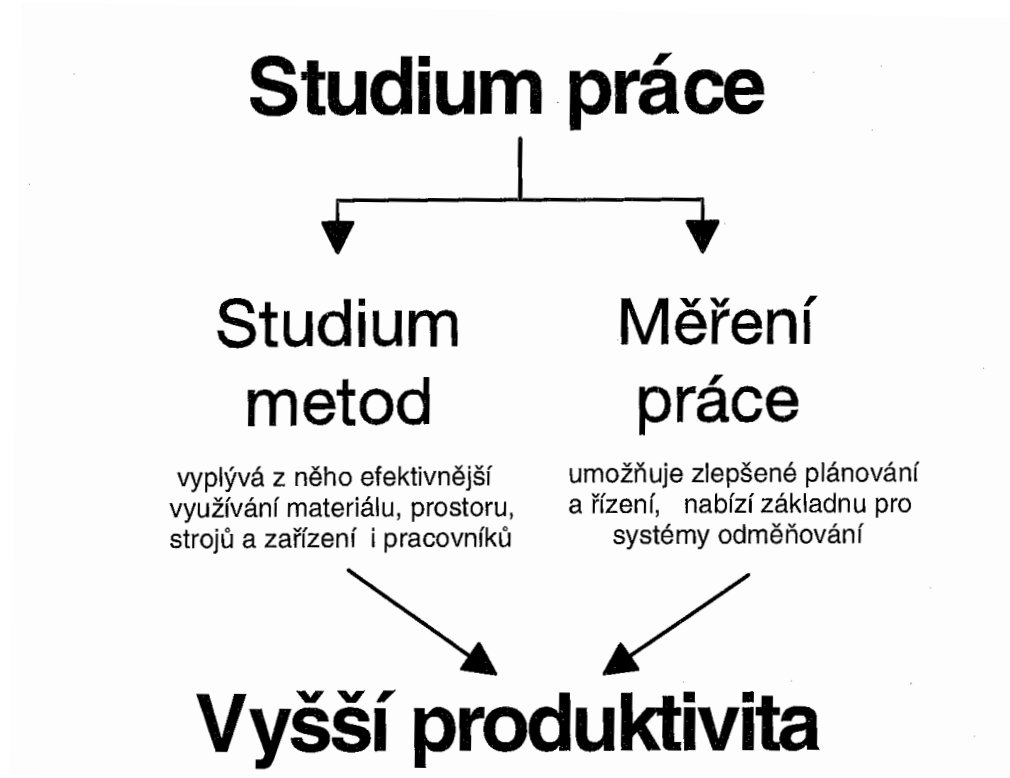 Studium práce
Studium
metod
vyplývá z něho efektivnější
využívání materiálu, prostoru,
strojů a zařízení i pracovníků
Měření
práce
umožňuje zlepšené plánování
a řízení, nabízí základnu pro
systémy odměňování
Vyšší produktivita